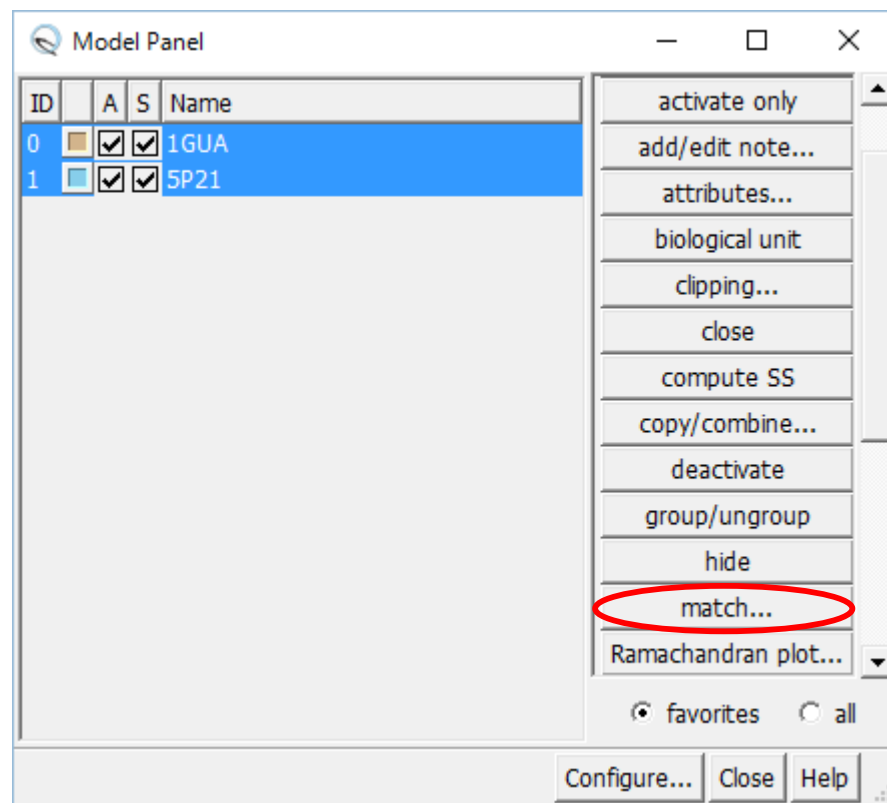 Model Panel
ID A S Name
0 1GUA
1 5P21
activate only
add/edit note...
attributes...
biological unit
clipping...
close
compute SS
copy/combine...
deactivate
group/ungroup
hide
match...
Ramachandran plot...
favorites all
Configure... Close Help